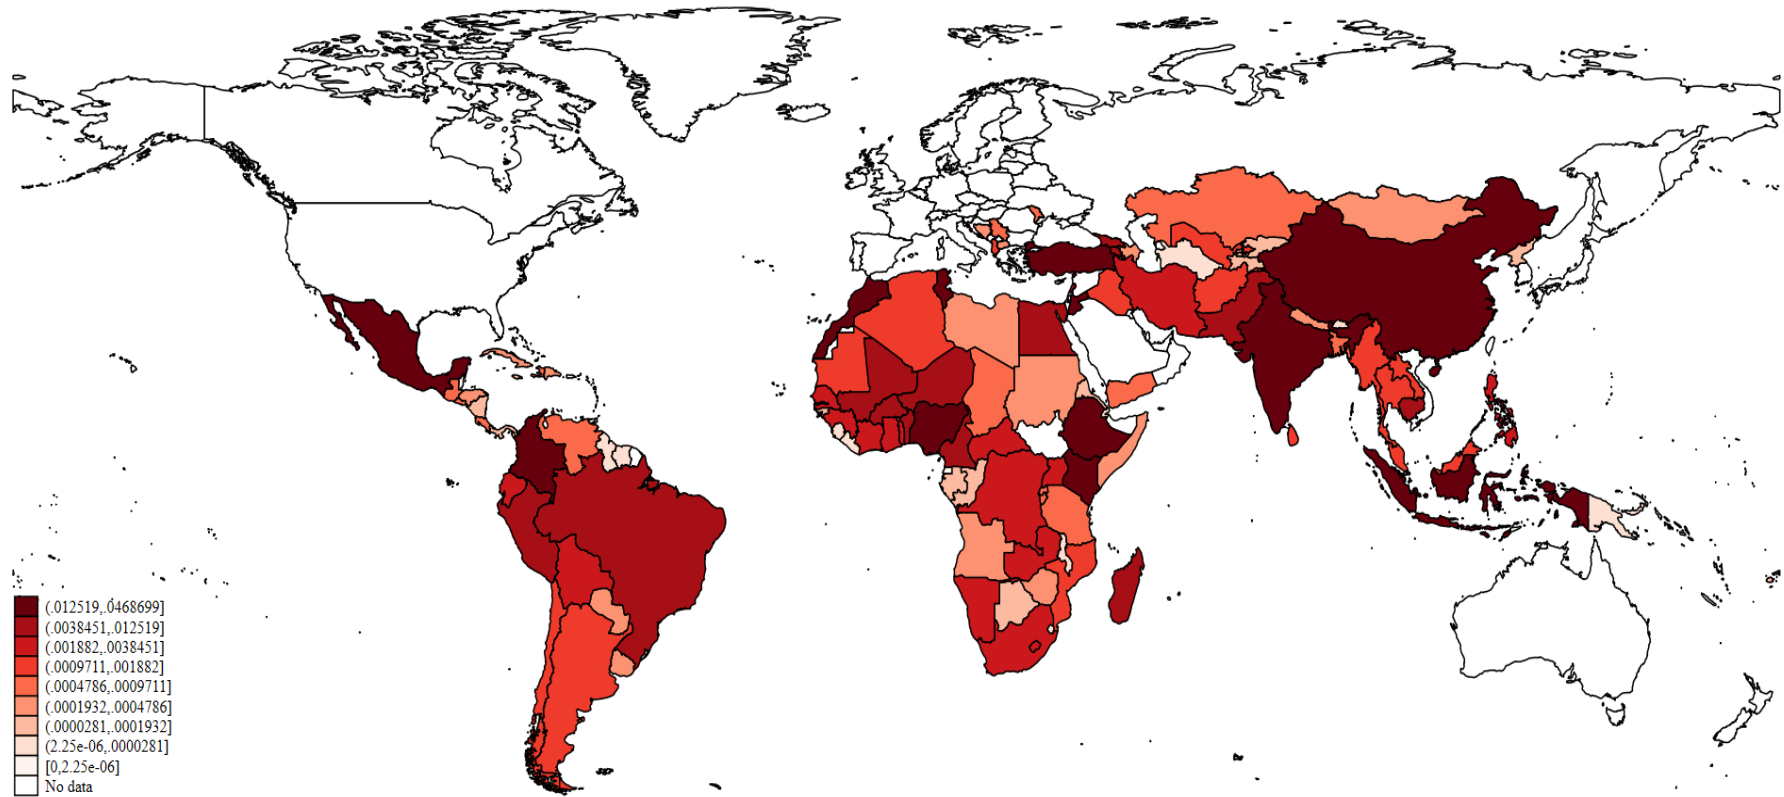 (.012519,.0468699]
(.0038451,.012519]
(.001882,.0038451]
(.0009711,.001882]
(.0004786,.0009711]
(.0001932,.0004786]
(.0000281,.0001932]
(2.25e-06,.0000281]
[0,2.25e-06]
No data